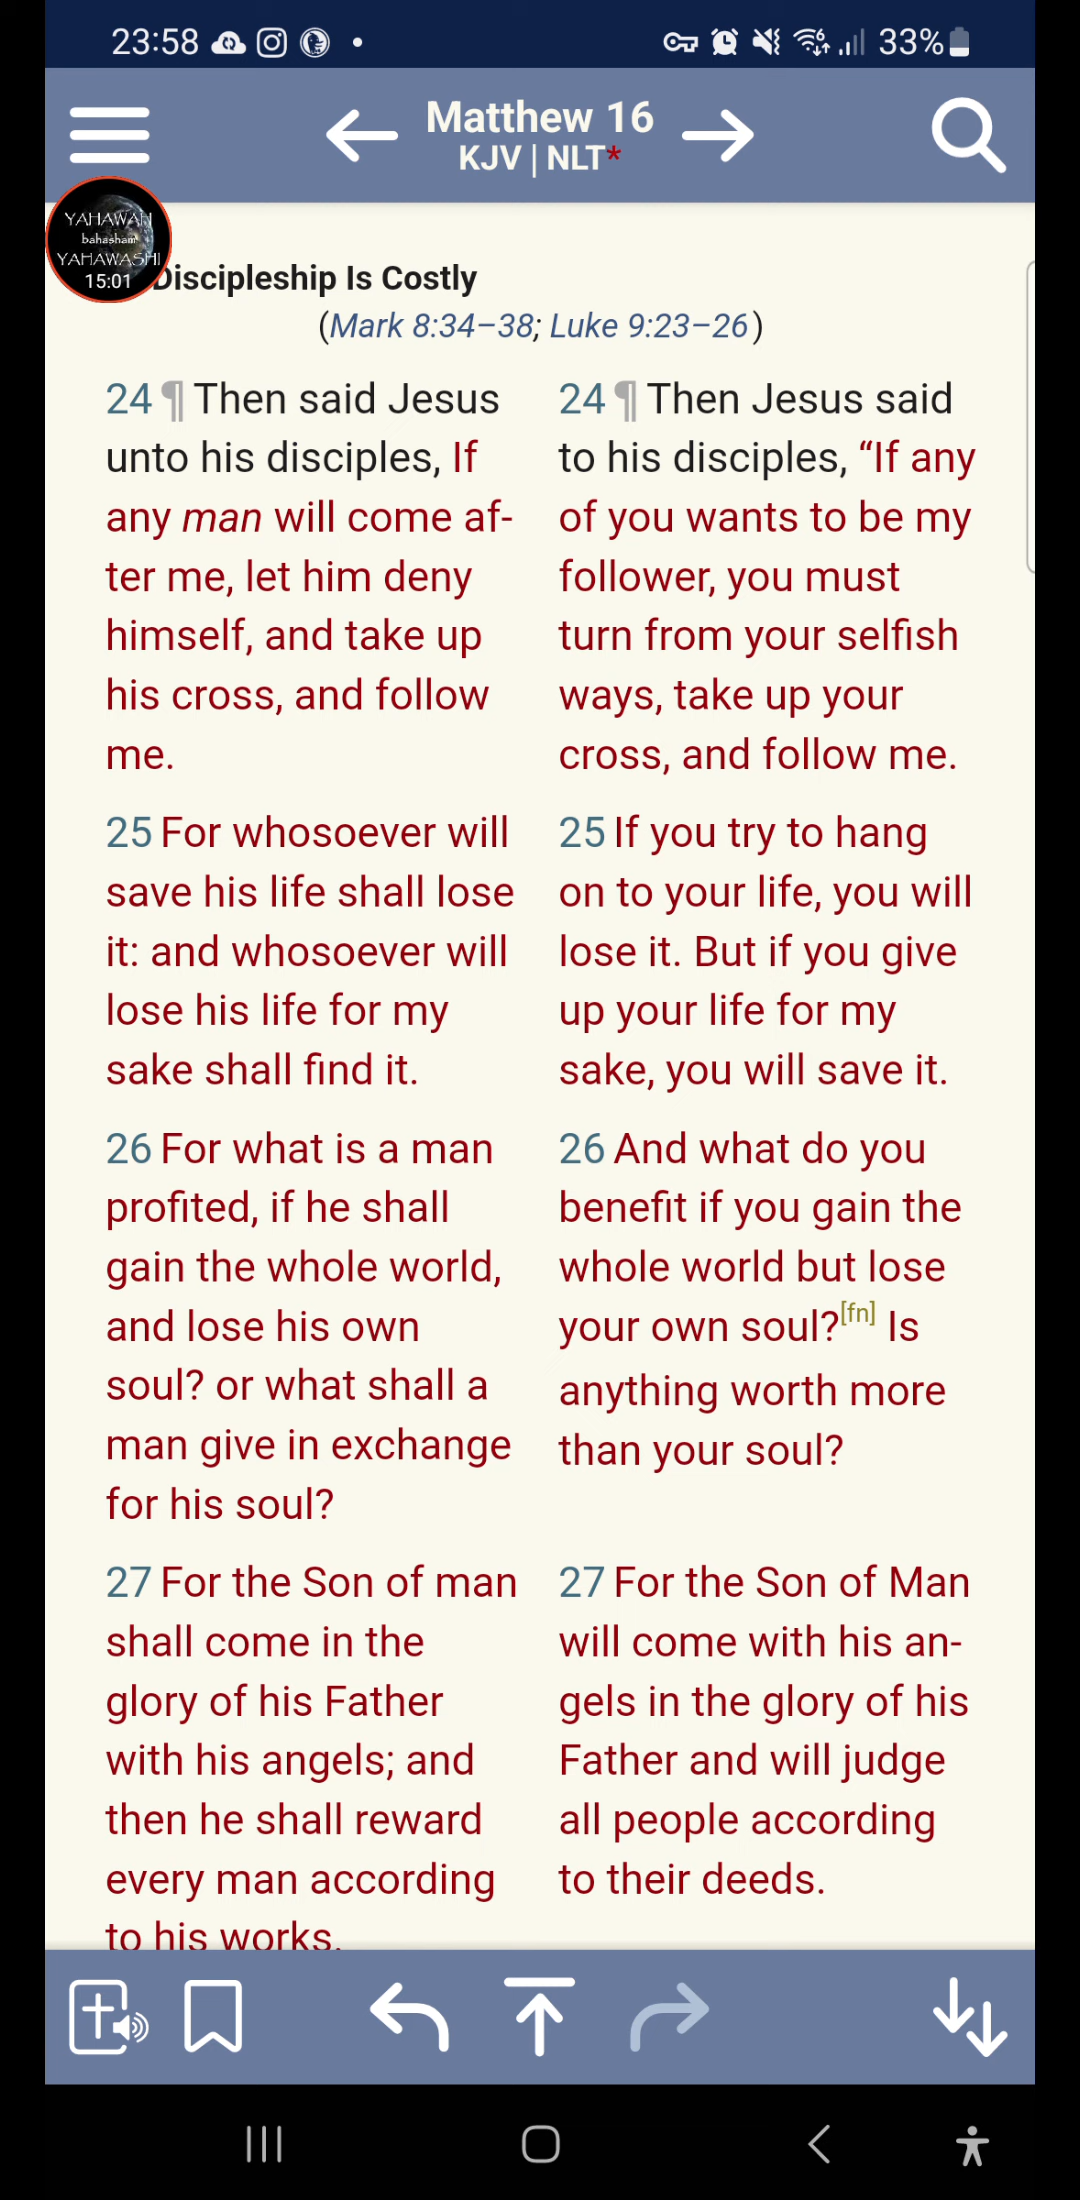 23:58
33%
Matthew 16
KJV | NLT*
YAHAWAH
bahasham
YAHAWASHI
15:01
Discipleship Is Costly
(Mark 8:34–38; Luke 9:23–26)
24 ¶ Then said Jesus
unto his disciples, If
any man will come af-
ter me, let him deny
himself, and take up
his cross, and follow
me.
25 For whosoever will
save his life shall lose
it: and whosoever will
lose his life for my
sake shall find it.
26 For what is a man
profited, if he shall
gain the whole world,
and lose his own
soul? or what shall a
man give in exchange
for his soul?
27 For the Son of man
shall come in the
glory of his Father
with his angels; and
then he shall reward
every man according
to his works.
24 ¶ Then Jesus said
to his disciples, “If any
of you wants to be my
follower, you must
turn from your selfish
ways, take up your
cross, and follow me.
25 If you try to hang
on to your life, you will
lose it. But if you give
up your life for my
sake, you will save it.
26 And what do you
benefit if you gain the
whole world but lose
your own soul?[fn] Is
anything worth more
than your soul?
27 For the Son of Man
will come with his an-
gels in the glory of his
Father and will judge
all people according
to their deeds.